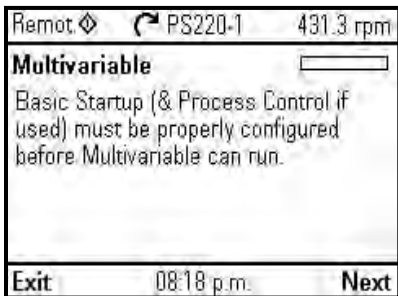 Remot. PS220-1 431.3 rpm
Multivariable
Basic Startup (& Process Control if
used) must be properly configured
before Multivariable can run.
Exit 08:18 p.m. Next